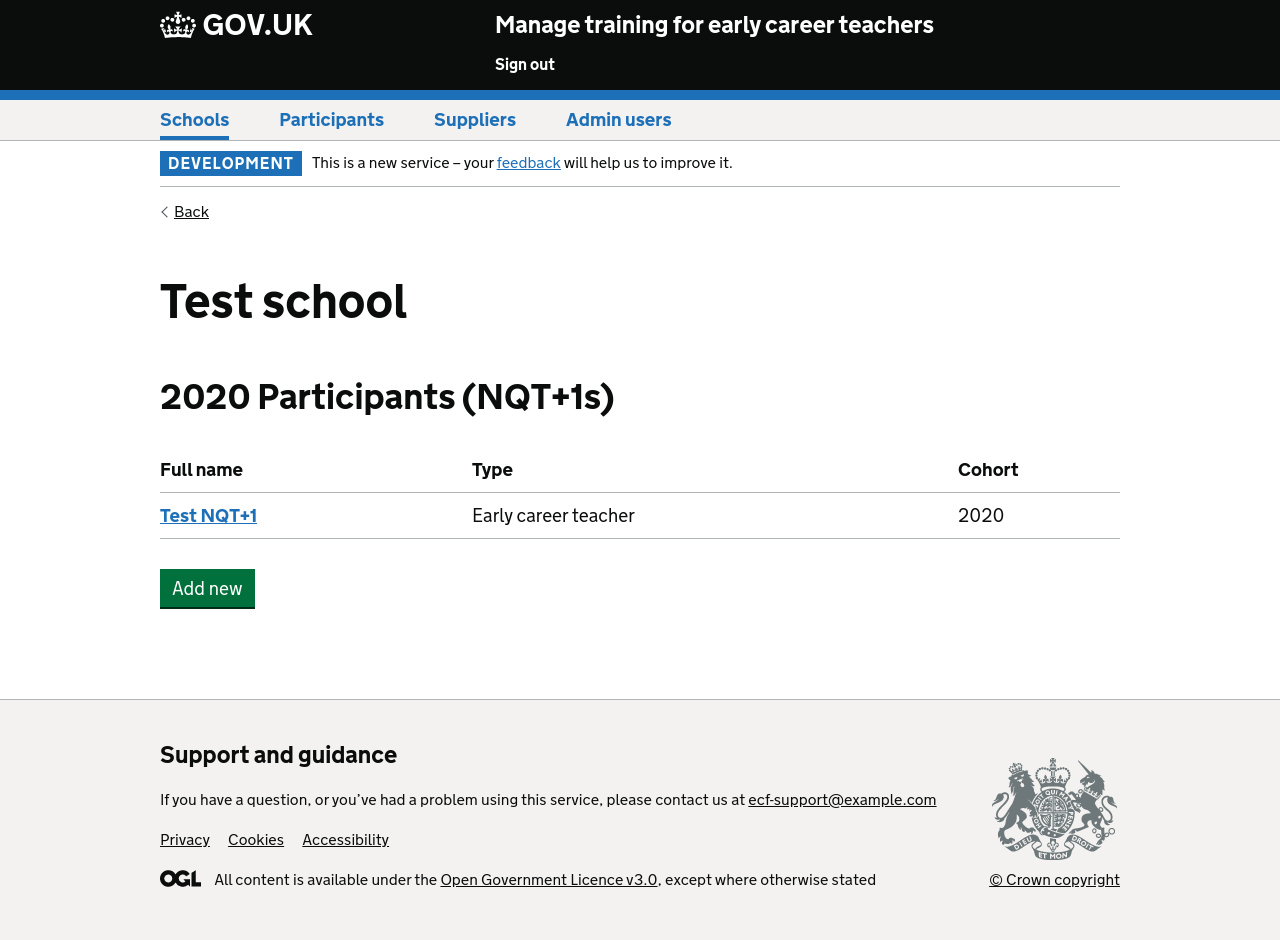 GOV.UK
Manage training for early career teachers
Sign out
Schools Participants Suppliers Admin users
DEVELOPMENT This is a new service – your feedback will help us to improve it.
Back
Test school
2020 Participants (NQT+1s)
Full name Type Cohort
Test NQT+1 Early career teacher 2020
Add new
Support and guidance
If you have a question, or you’ve had a problem using this service, please contact us at ecf-support@example.com
Privacy Cookies Accessibility
OGL All content is available under the Open Government Licence v3.0, except where otherwise stated
© Crown copyright